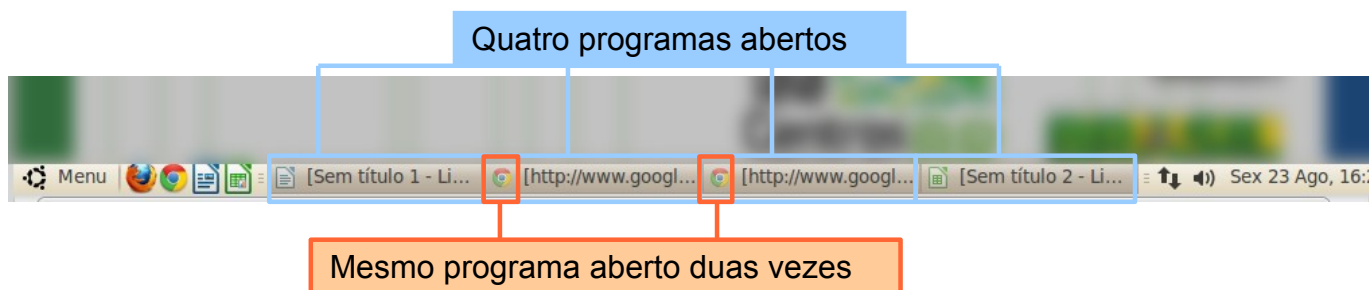 Quatro programas abertos
Centros
Menu [Sem título 1 - Li... [http://www.googl... [http://www.googl... [Sem título 2 - Li... Sex 23 Ago, 16:
Mesmo programa aberto duas vezes